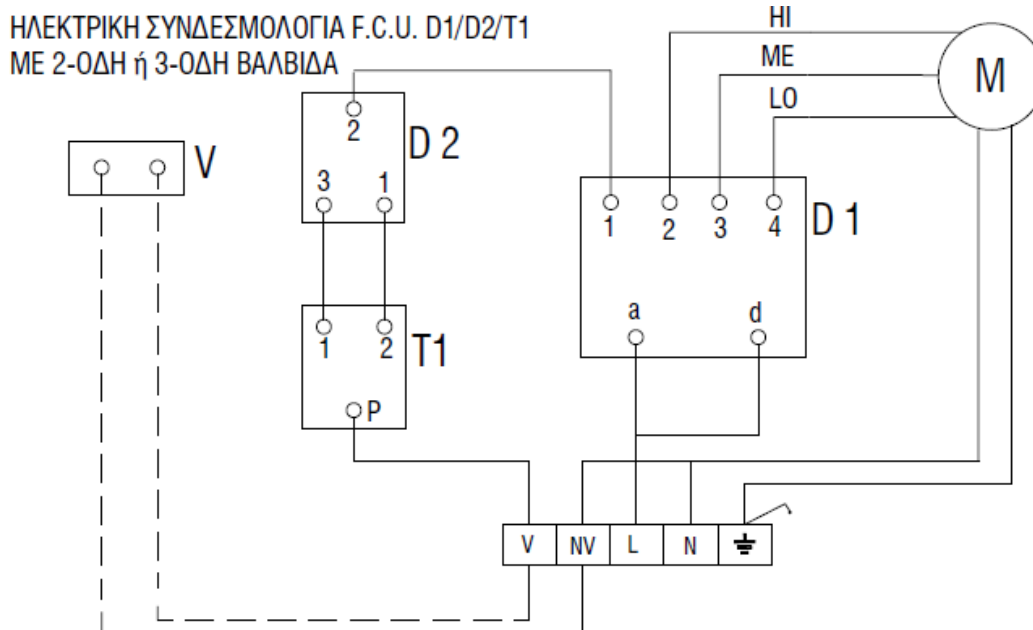 ΗΛΕΚΤΡΙΚΗ ΣΥΝΔΕΣΜΟΛΟΓΙΑ F.C.U. D1/D2/T1
ΜΕ 2-ΟΔΗ ή 3-ΟΔΗ ΒΑΛΒΙΔΑ
HI
ME
LO
M
V
2
D 2
3 1
1 2 3 4
D 1
a d
1 2
T1
P
V NV L N